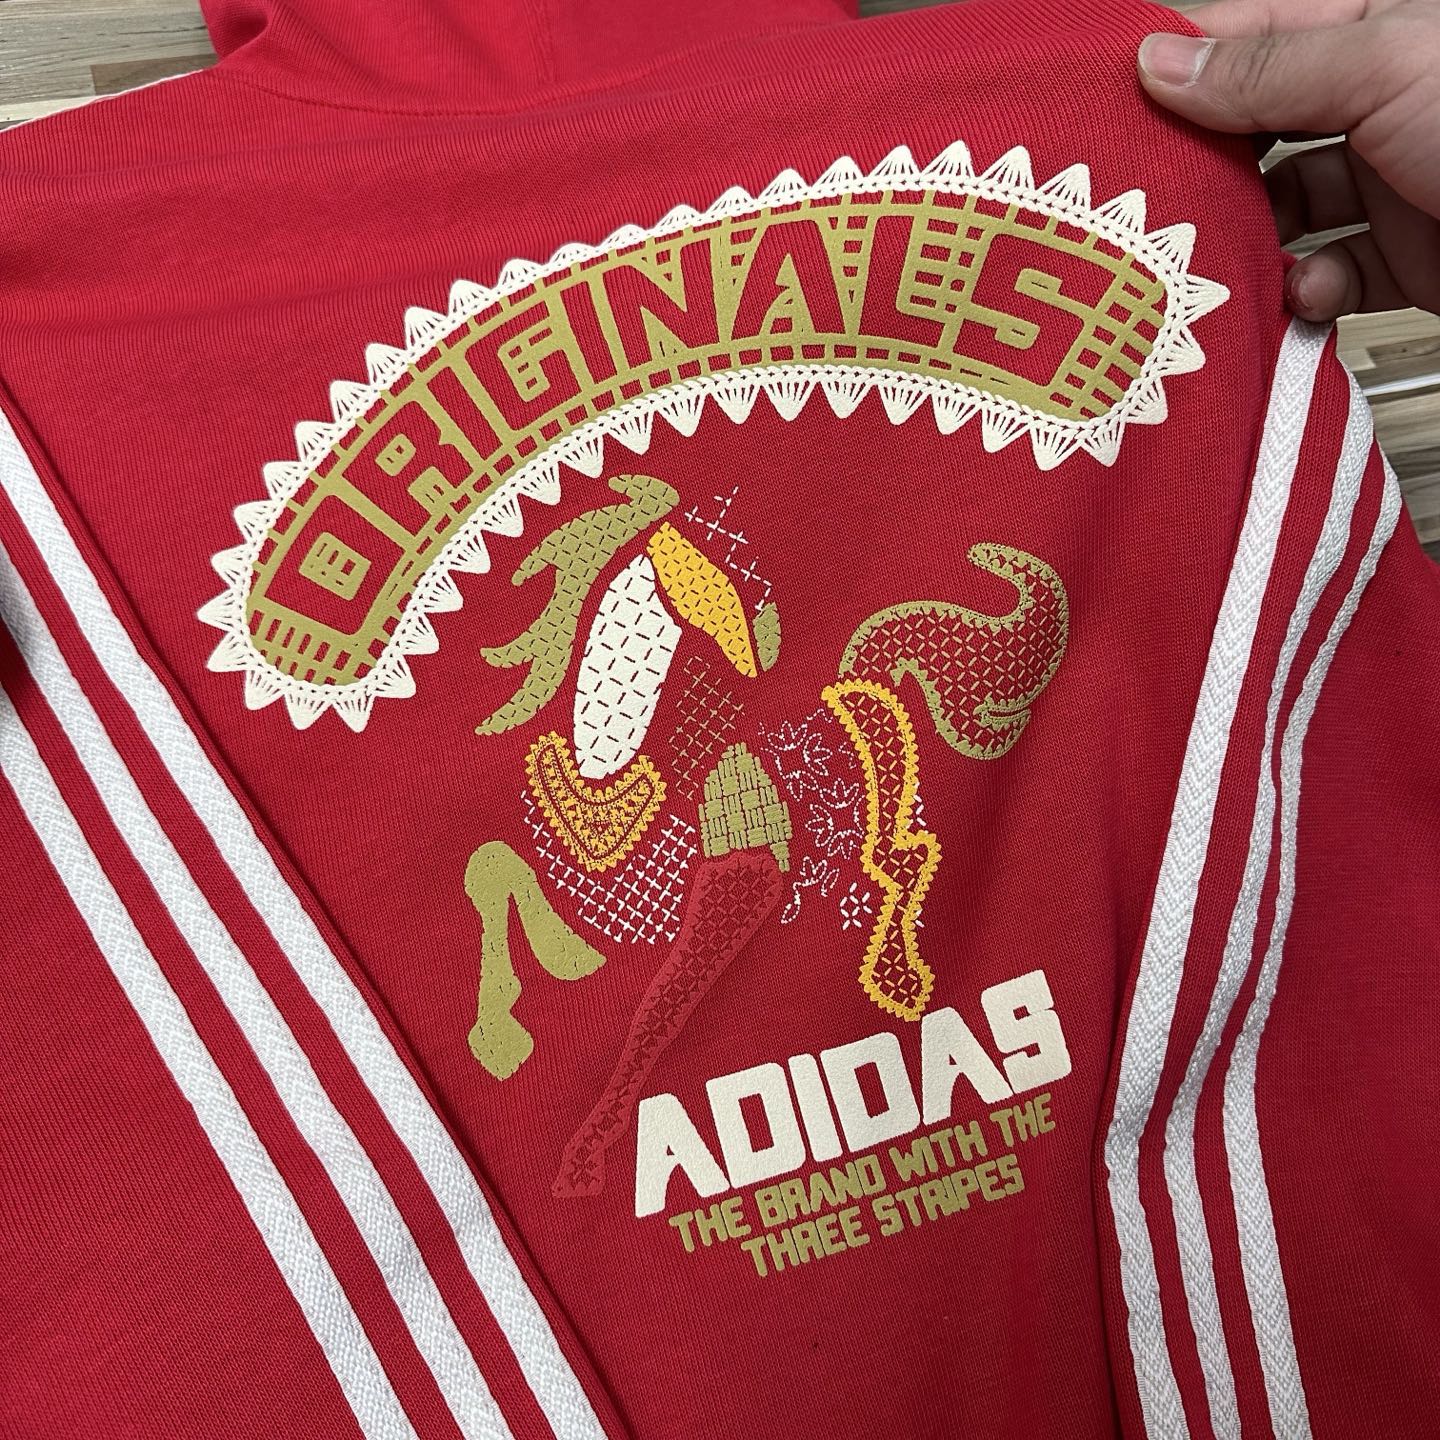 ORIGINALS
ADIDAS
THE BRAND WITH THE
THREE STRIPES